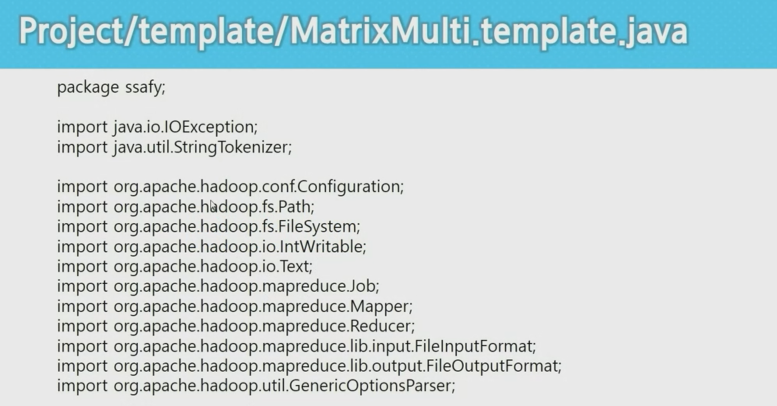 Project/template/MatrixMulti.template.java
package ssafy;
import java.io.IOException;
import java.util.StringTokenizer;
import org.apache.hadoop.conf.Configuration;
import org.apache.hadoop.fs.Path;
import org.apache.hadoop.fs.FileSystem;
import org.apache.hadoop.io.IntWritable;
import org.apache.hadoop.io.Text;
import org.apache.hadoop.mapreduce.Job;
import org.apache.hadoop.mapreduce.Mapper;
import org.apache.hadoop.mapreduce.Reducer;
import org.apache.hadoop.mapreduce.lib.input.FileInputFormat;
import org.apache.hadoop.mapreduce.lib.output.FileOutputFormat;
import org.apache.hadoop.util.GenericOptionsParser;